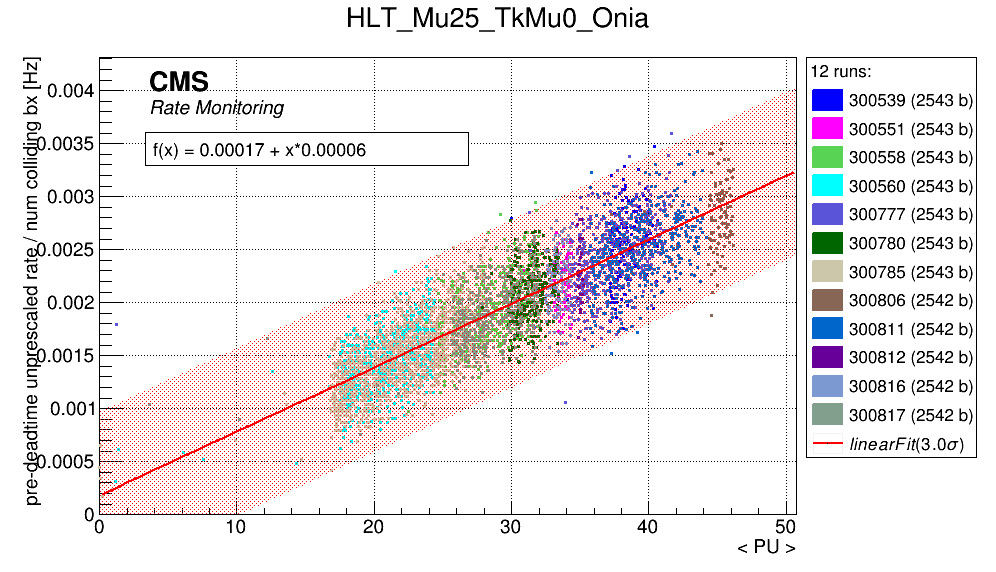 HLT_Mu25_TkMu0_Onia
pre-deadtime unprescaled rate / num colliding bx [Hz]
CMS
Rate Monitoring
f(x) = 0.00017 + x*0.00006
0.004
0.0035
0.003
0.0025
0.002
0.0015
0.001
0.0005
0
0 10 20 30 40 50
< PU >
12 runs:
300539 (2543 b)
300551 (2543 b)
300558 (2543 b)
300560 (2543 b)
300777 (2543 b)
300780 (2543 b)
300785 (2543 b)
300806 (2542 b)
300811 (2542 b)
300812 (2542 b)
300816 (2542 b)
300817 (2542 b)
linearFit(3.0σ)